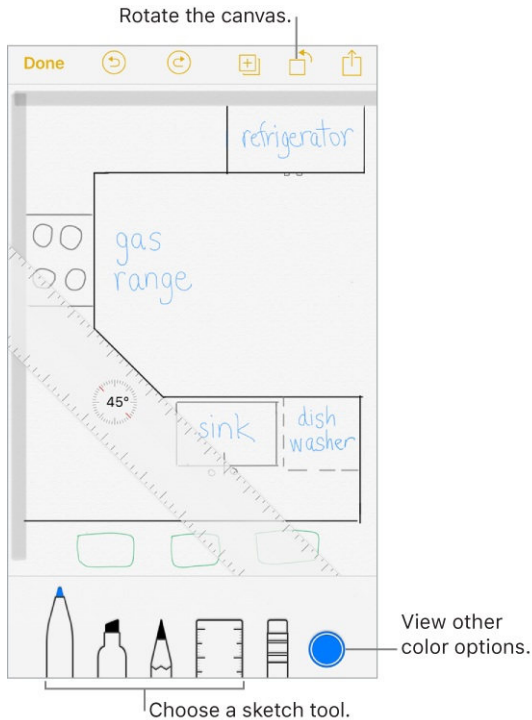 Rotate the canvas.
Done
refrigerator
gas
range
45°
sink
dish
washer
View other
color options.
Choose a sketch tool.